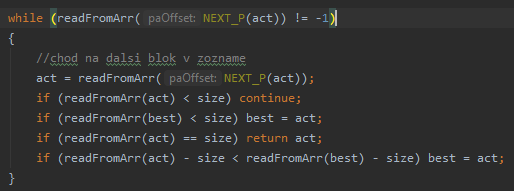 while (readFromArr( paOffset: NEXT_P(act)) != -1)
{
//chod na dalsi blok v zozname
act = readFromArr( paOffset: NEXT_P(act));
if (readFromArr(act) < size) continue;
if (readFromArr(best) < size) best = act;
if (readFromArr(act) == size) return act;
if (readFromArr(act) - size < readFromArr(best) - size) best = act;
}